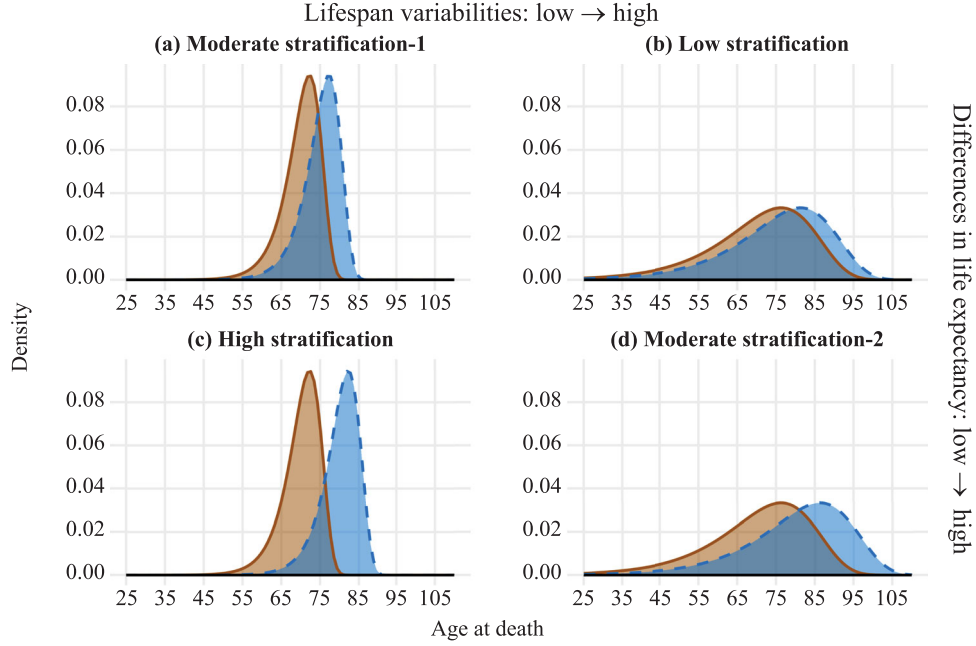 Lifespan variabilities: low → high
(a) Moderate stratification-1
(b) Low stratification
0.08
0.06
0.04
0.02
0.00
25 35 45 55 65 75 85 95 105
0.08
0.06
0.04
0.02
0.00
25 35 45 55 65 75 85 95 105
(c) High stratification
(d) Moderate stratification-2
0.08
0.06
0.04
0.02
0.00
25 35 45 55 65 75 85 95 105
0.08
0.06
0.04
0.02
0.00
25 35 45 55 65 75 85 95 105
Density
Age at death
Differences in life expectancy: low → high